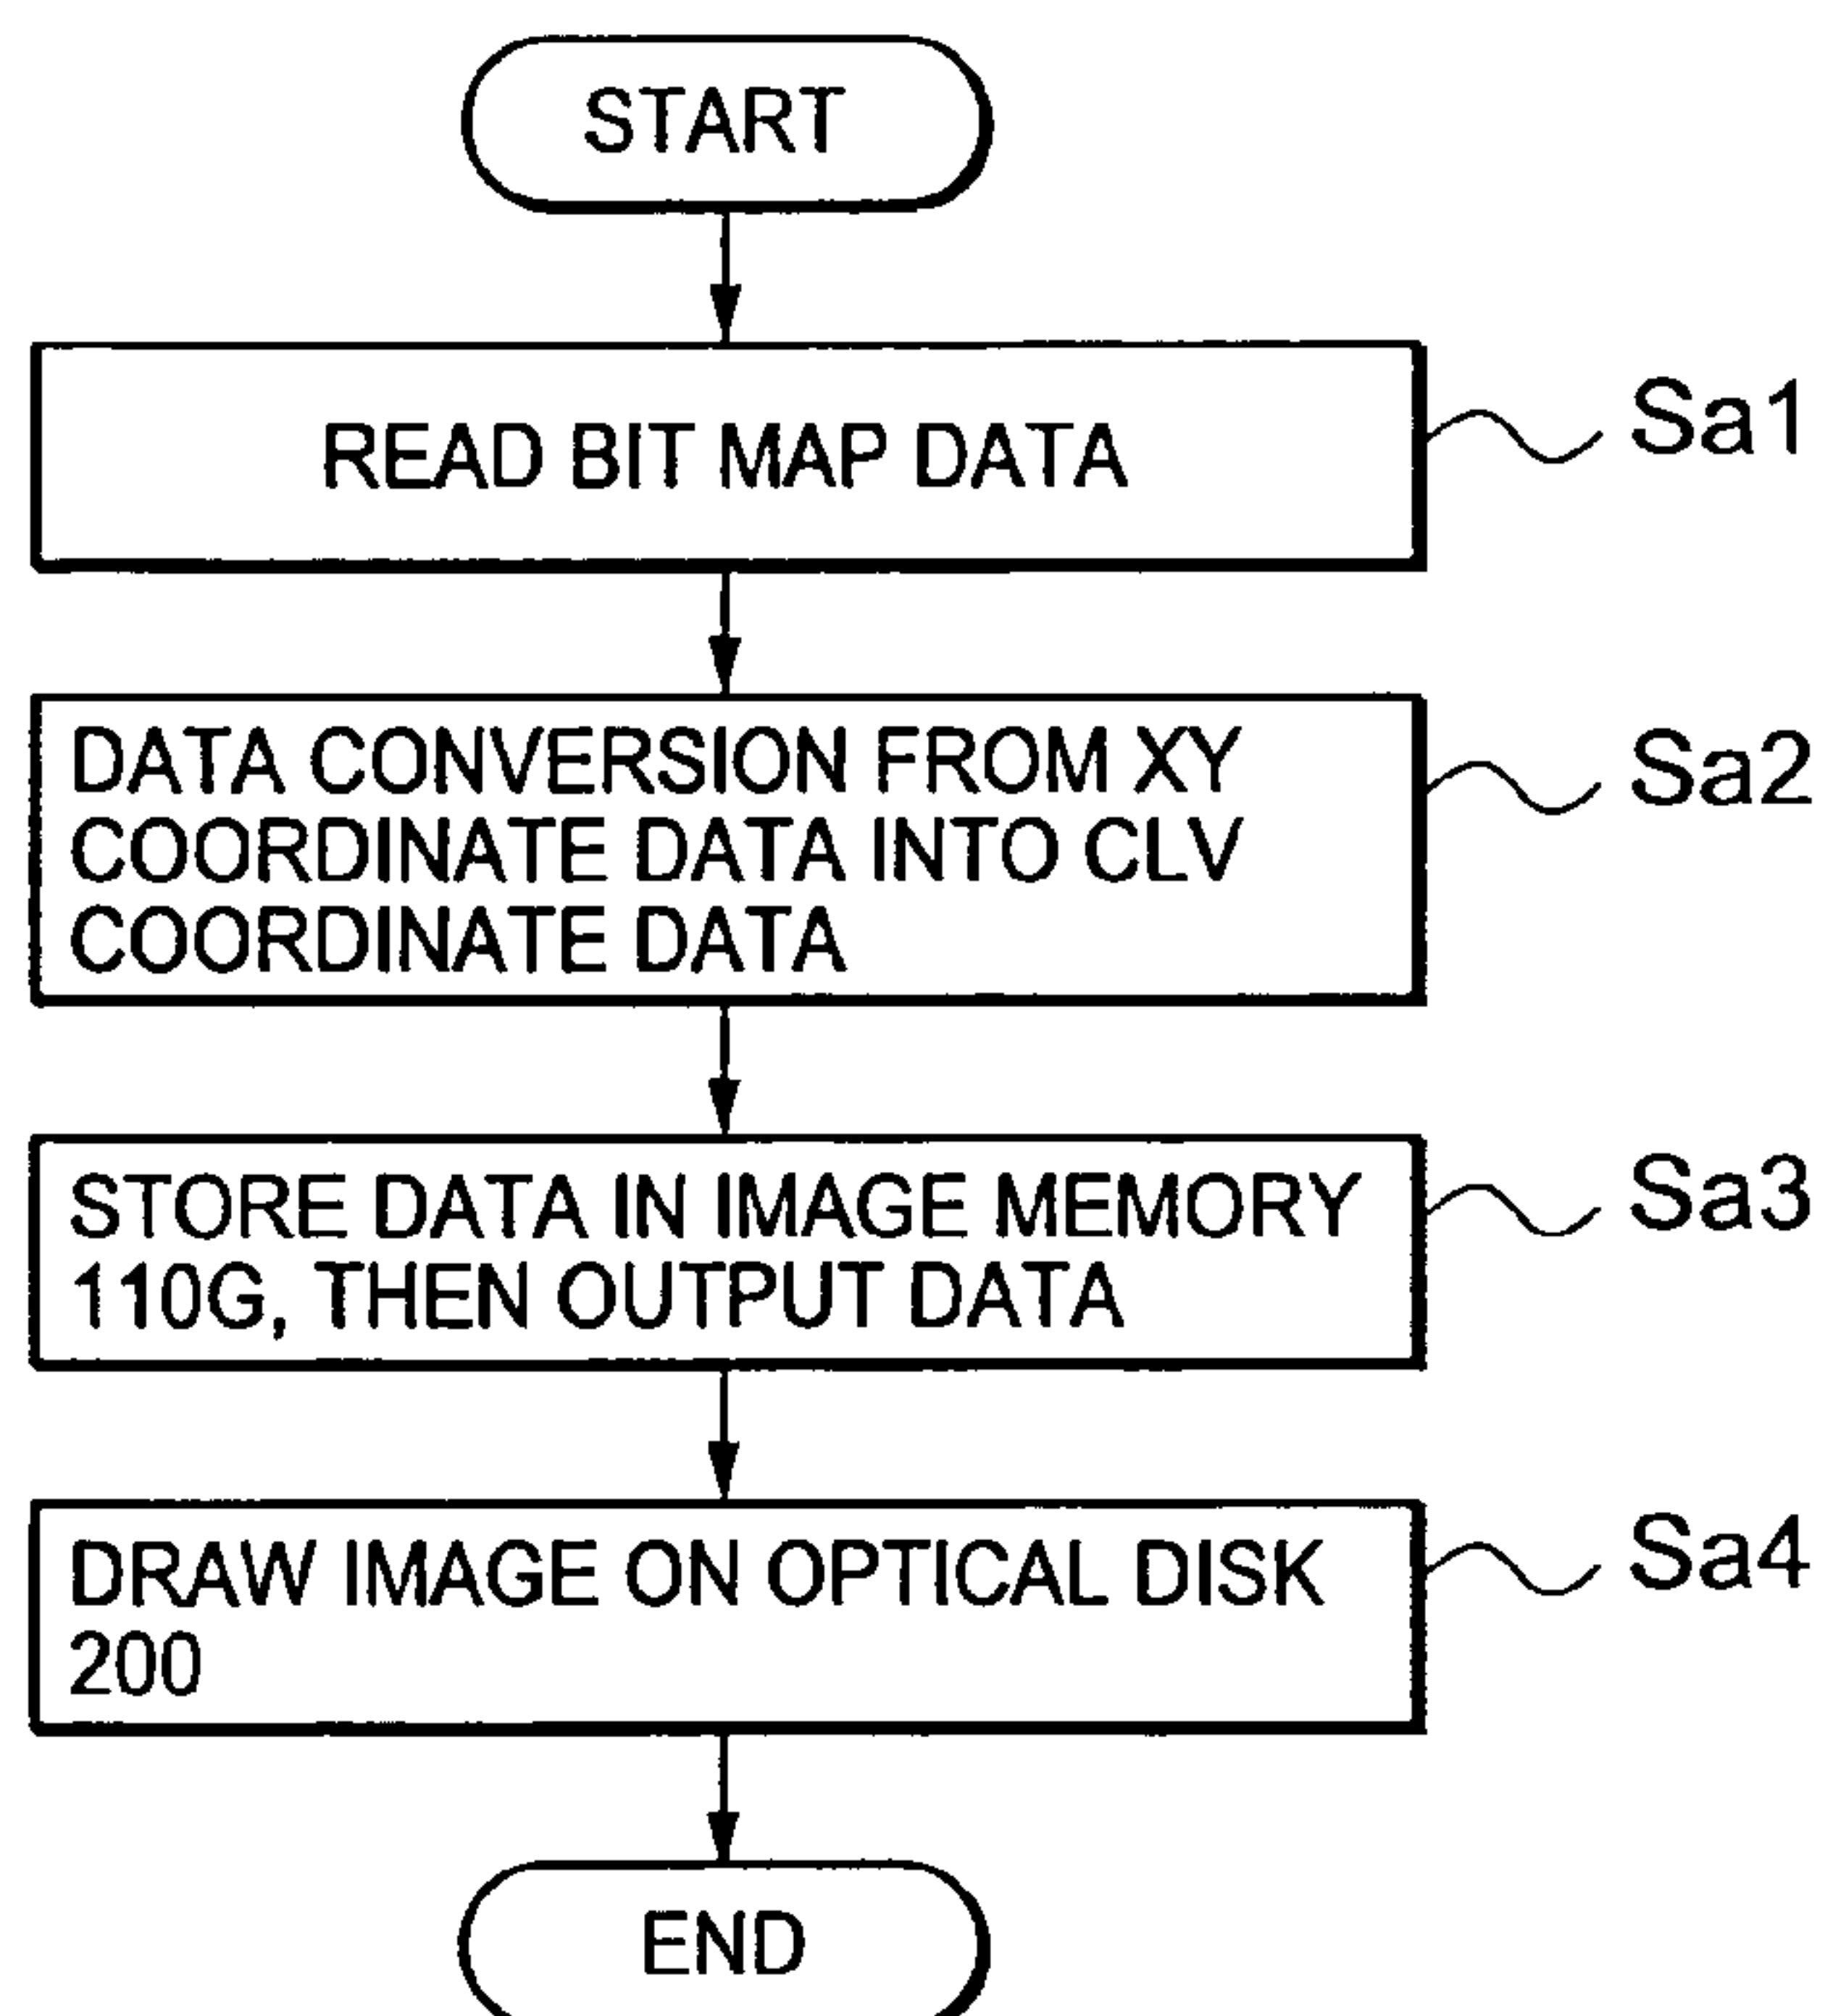 START
READ BIT MAP DATA
Sa1
DATA CONVERSION FROM XY
COORDINATE DATA INTO CLV
COORDINATE DATA
Sa2
STORE DATA IN IMAGE MEMORY
110G, THEN OUTPUT DATA
Sa3
DRAW IMAGE ON OPTICAL DISK
200
Sa4
END